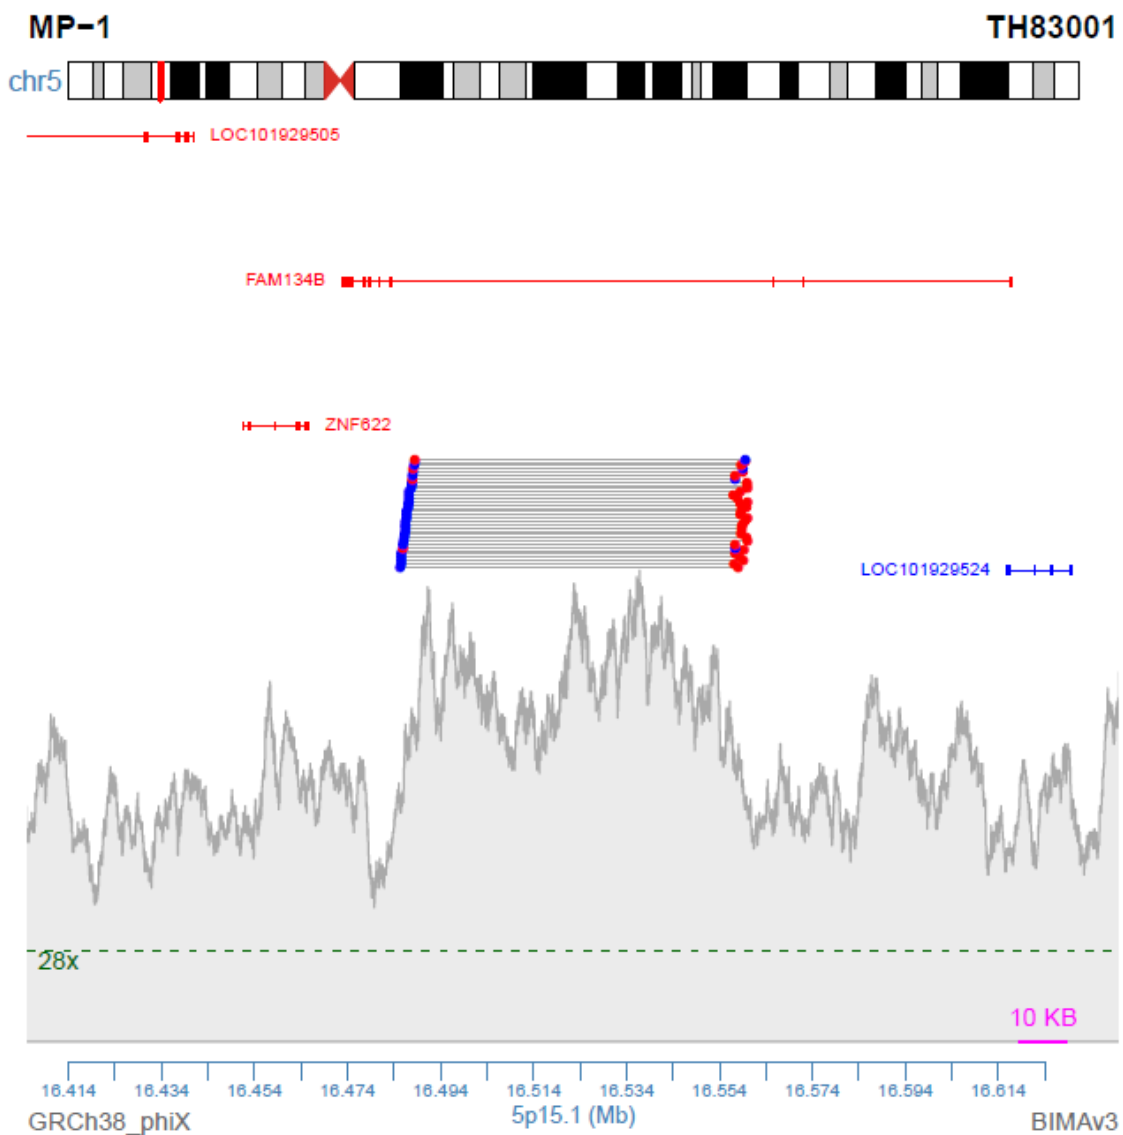 MP−1 TH83001
chr5
LOC101929505
FAM134B
ZNF622
LOC101929524
28x
10 KB
16.414 16.434 16.454 16.474 16.494 16.514 16.534 16.554 16.574 16.594 16.614
5p15.1 (Mb)
GRCh38_phiX BIMAv3